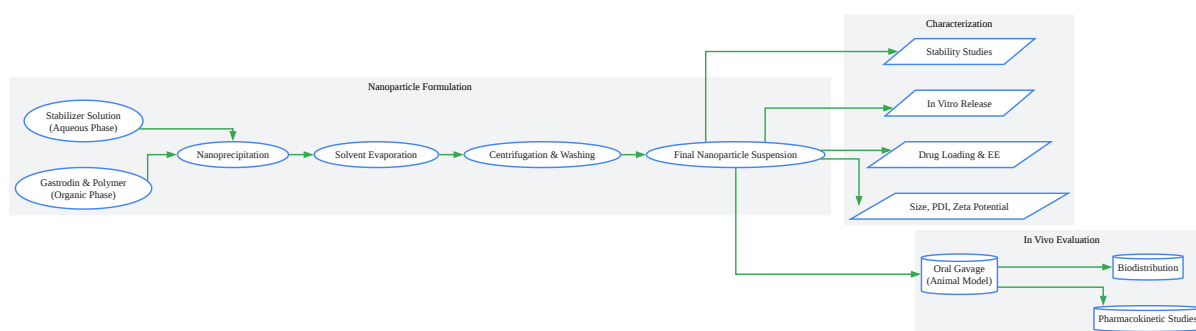 Nanoparticle Formulation
Stabilizer Solution
(Aqueous Phase)
Gastrodin & Polymer
(Organic Phase)
Nanoprecipitation
Solvent Evaporation
Centrifugation & Washing
Final Nanoparticle Suspension
Characterization
Stability Studies
In Vitro Release
Drug Loading & EE
Size, PDI, Zeta Potential
In Vivo Evaluation
Oral Gavage
(Animal Model)
Biodistribution
Pharmacokinetic Studies